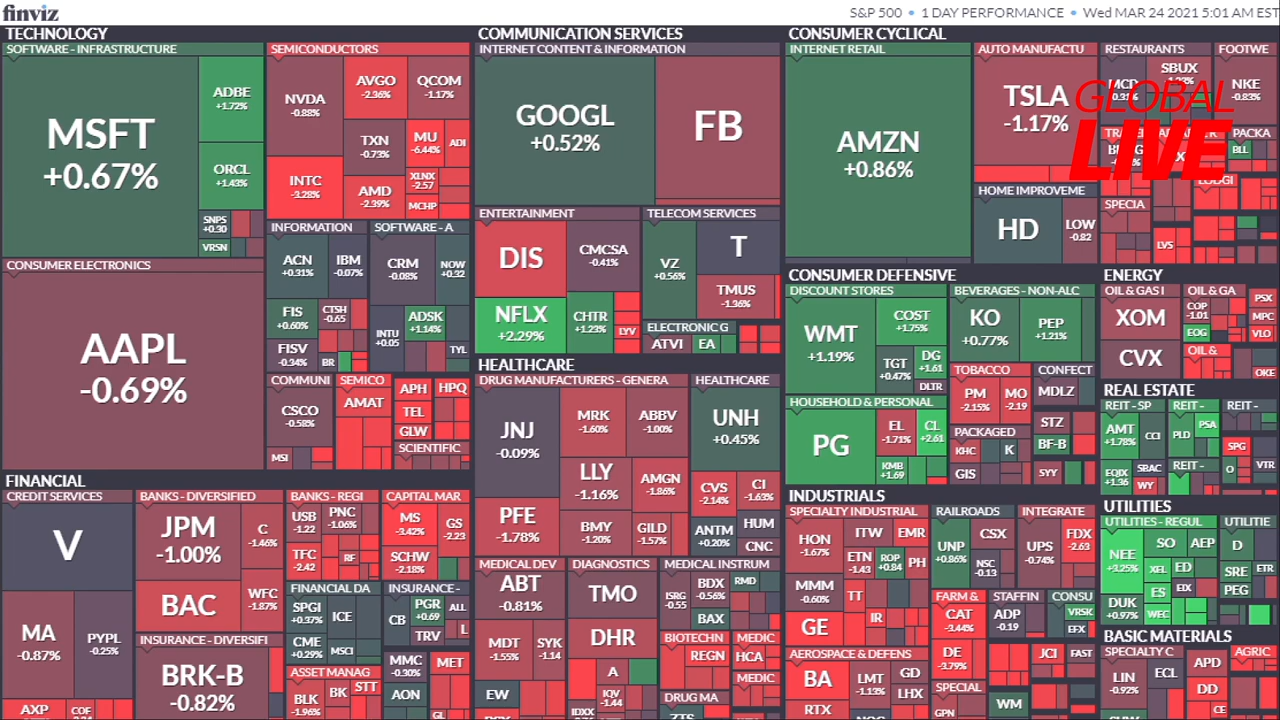 finviz
S&P 500 • 1 DAY PERFORMANCE • Wed MAR 24 2021 5:01 AM EST
TECHNOLOGY
SOFTWARE - INFRASTRUCTURE
MSFT
+0.67%
ADBE
+1.72%
ORCL
+1.43%
SNPS
+0.30
VRSN
SEMICONDUCTORS
NVDA
-0.88%
AVGO
-2.36%
QCOM
-1.17%
TXN
-0.73%
MU
-6.44%
ADI
INTC
-3.28%
AMD
-2.39%
XLNX
-2.57
MCHP
CONSUMER ELECTRONICS
AAPL
-0.69%
INFORMATION
ACN
+0.31%
IBM
-0.07%
FIS
+0.60%
CTSH
-0.65
FISV
-0.34%
BR
SOFTWARE - A
CRM
-0.08%
NOW
+0.32
INTU
+0.05
ADSK
+1.14%
TYL
COMMUNI
CSCO
-0.58%
MSI
SEMICO
AMAT
APH
HPQ
TEL
GLW
SCIENTIFIC
COMMUNICATION SERVICES
INTERNET CONTENT & INFORMATION
GOOGL
+0.52%
FB
ENTERTAINMENT
DIS
CMCSA
-0.41%
NFLX
+2.29%
CHTR
+1.23%
LYV
TELECOM SERVICES
VZ
+0.56%
T
TMUS
-1.36%
ELECTRONIC G
ATVI
EA
CONSUMER CYCLICAL
INTERNET RETAIL
AMZN
+0.86%
AUTO MANUFACTU
TSLA
-1.17%
RESTAURANTS
SBUX
FOOTWE
NKE
-0.83%
GLOBAL
LIVE
PACKA
BLL
HOME IMPROVEME
HD
LOW
-0.82
SPECIA
LVS
LODGI
FINANCIAL
CREDIT SERVICES
V
MA
-0.87%
PYPL
-0.25%
AXP
COF
BANKS - DIVERSIFIED
JPM
-1.00%
C
-1.46%
BAC
WFC
-1.87%
INSURANCE - DIVERSIFI
BRK-B
-0.82%
BANKS - REGI
USB
-1.22
PNC
-1.06%
TFC
-2.42
RF
CAPITAL MAR
MS
-3.42%
GS
-2.23
SCHW
-2.18%
FINANCIAL DA
SPGI
+0.37%
ICE
CME
+0.29%
MSCI
INSURANCE -
CB
PGR
+0.69
ALL
TRV
L
ASSET MANAG
BLK
-1.96%
BK
STT
MMC
-0.30%
MET
AON
GL
HEALTHCARE
DRUG MANUFACTURERS - GENERA
JNJ
-0.09%
MRK
-1.60%
ABBV
-1.00%
LLY
-1.16%
AMGN
-1.86%
PFE
-1.78%
BMY
-1.20%
GILD
-1.57%
HEALTHCARE
UNH
+0.45%
CVS
-2.14%
CI
-1.63%
ANTM
+0.20%
HUM
CNC
MEDICAL DEV
ABT
-0.81%
MDT
-1.55%
SYK
-1.14
EW
DIAGNOSTICS
TMO
DHR
A
IQV
-1.44
IDXX
MEDICAL INSTRUM
ISRG
-0.55
BDX
-0.56%
RMD
BAX
BIOTECHN
REGN
MEDIC
HCA
MEDIC
DRUG MA
ZTS
CONSUMER DEFENSIVE
DISCOUNT STORES
WMT
+1.19%
COST
+1.75%
TGT
+0.47%
DG
+1.61
DLTR
BEVERAGES - NON-ALC
KO
+0.77%
PEP
+1.21%
HOUSEHOLD & PERSONAL
PG
EL
-1.71%
CL
+2.61
KMB
+1.69
TOBACCO
PM
-2.15%
MO
-2.19
CONFECT
MDLZ
PACKAGED
KHC
K
GIS
STZ
BF-B
SYY
ENERGY
OIL & GAS I
XOM
CVX
OIL & GA
COP
-1.01
EOG
PSX
MPC
VLO
OIL &
OKE
REAL ESTATE
REIT - SP
AMT
+1.78%
CCI
EQIX
+1.36
SBAC
WY
REIT -
PLD
PSA
REIT -
REIT -
SPG
O
VTR
INDUSTRIALS
SPECIALTY INDUSTRIAL
HON
-1.67%
ITW
EMR
ETN
-1.43
ROP
+0.84
PH
MMM
-0.60%
TT
IR
GE
RAILROADS
UNP
+0.86%
CSX
NSC
-0.13
INTEGRATE
UPS
-0.74%
FDX
-2.63
FARM &
CAT
-3.44%
DE
-3.79%
STAFFIN
ADP
-0.19
CONSU
VRSK
EFX
AEROSPACE & DEFENS
BA
LMT
-1.13%
GD
LHX
RTX
NOC
SPECIAL
GPN
JCI
FAST
WM
UTILITIES
UTILITIES - REGUL
NEE
+3.25%
SO
AEP
XEL
ED
ES
EIX
DUK
+0.97%
WEC
UTILITIE
D
SRE
ETR
PEG
BASIC MATERIALS
SPECIALTY C
LIN
-0.92%
ECL
APD
DD
CE
AGRIC
SHW